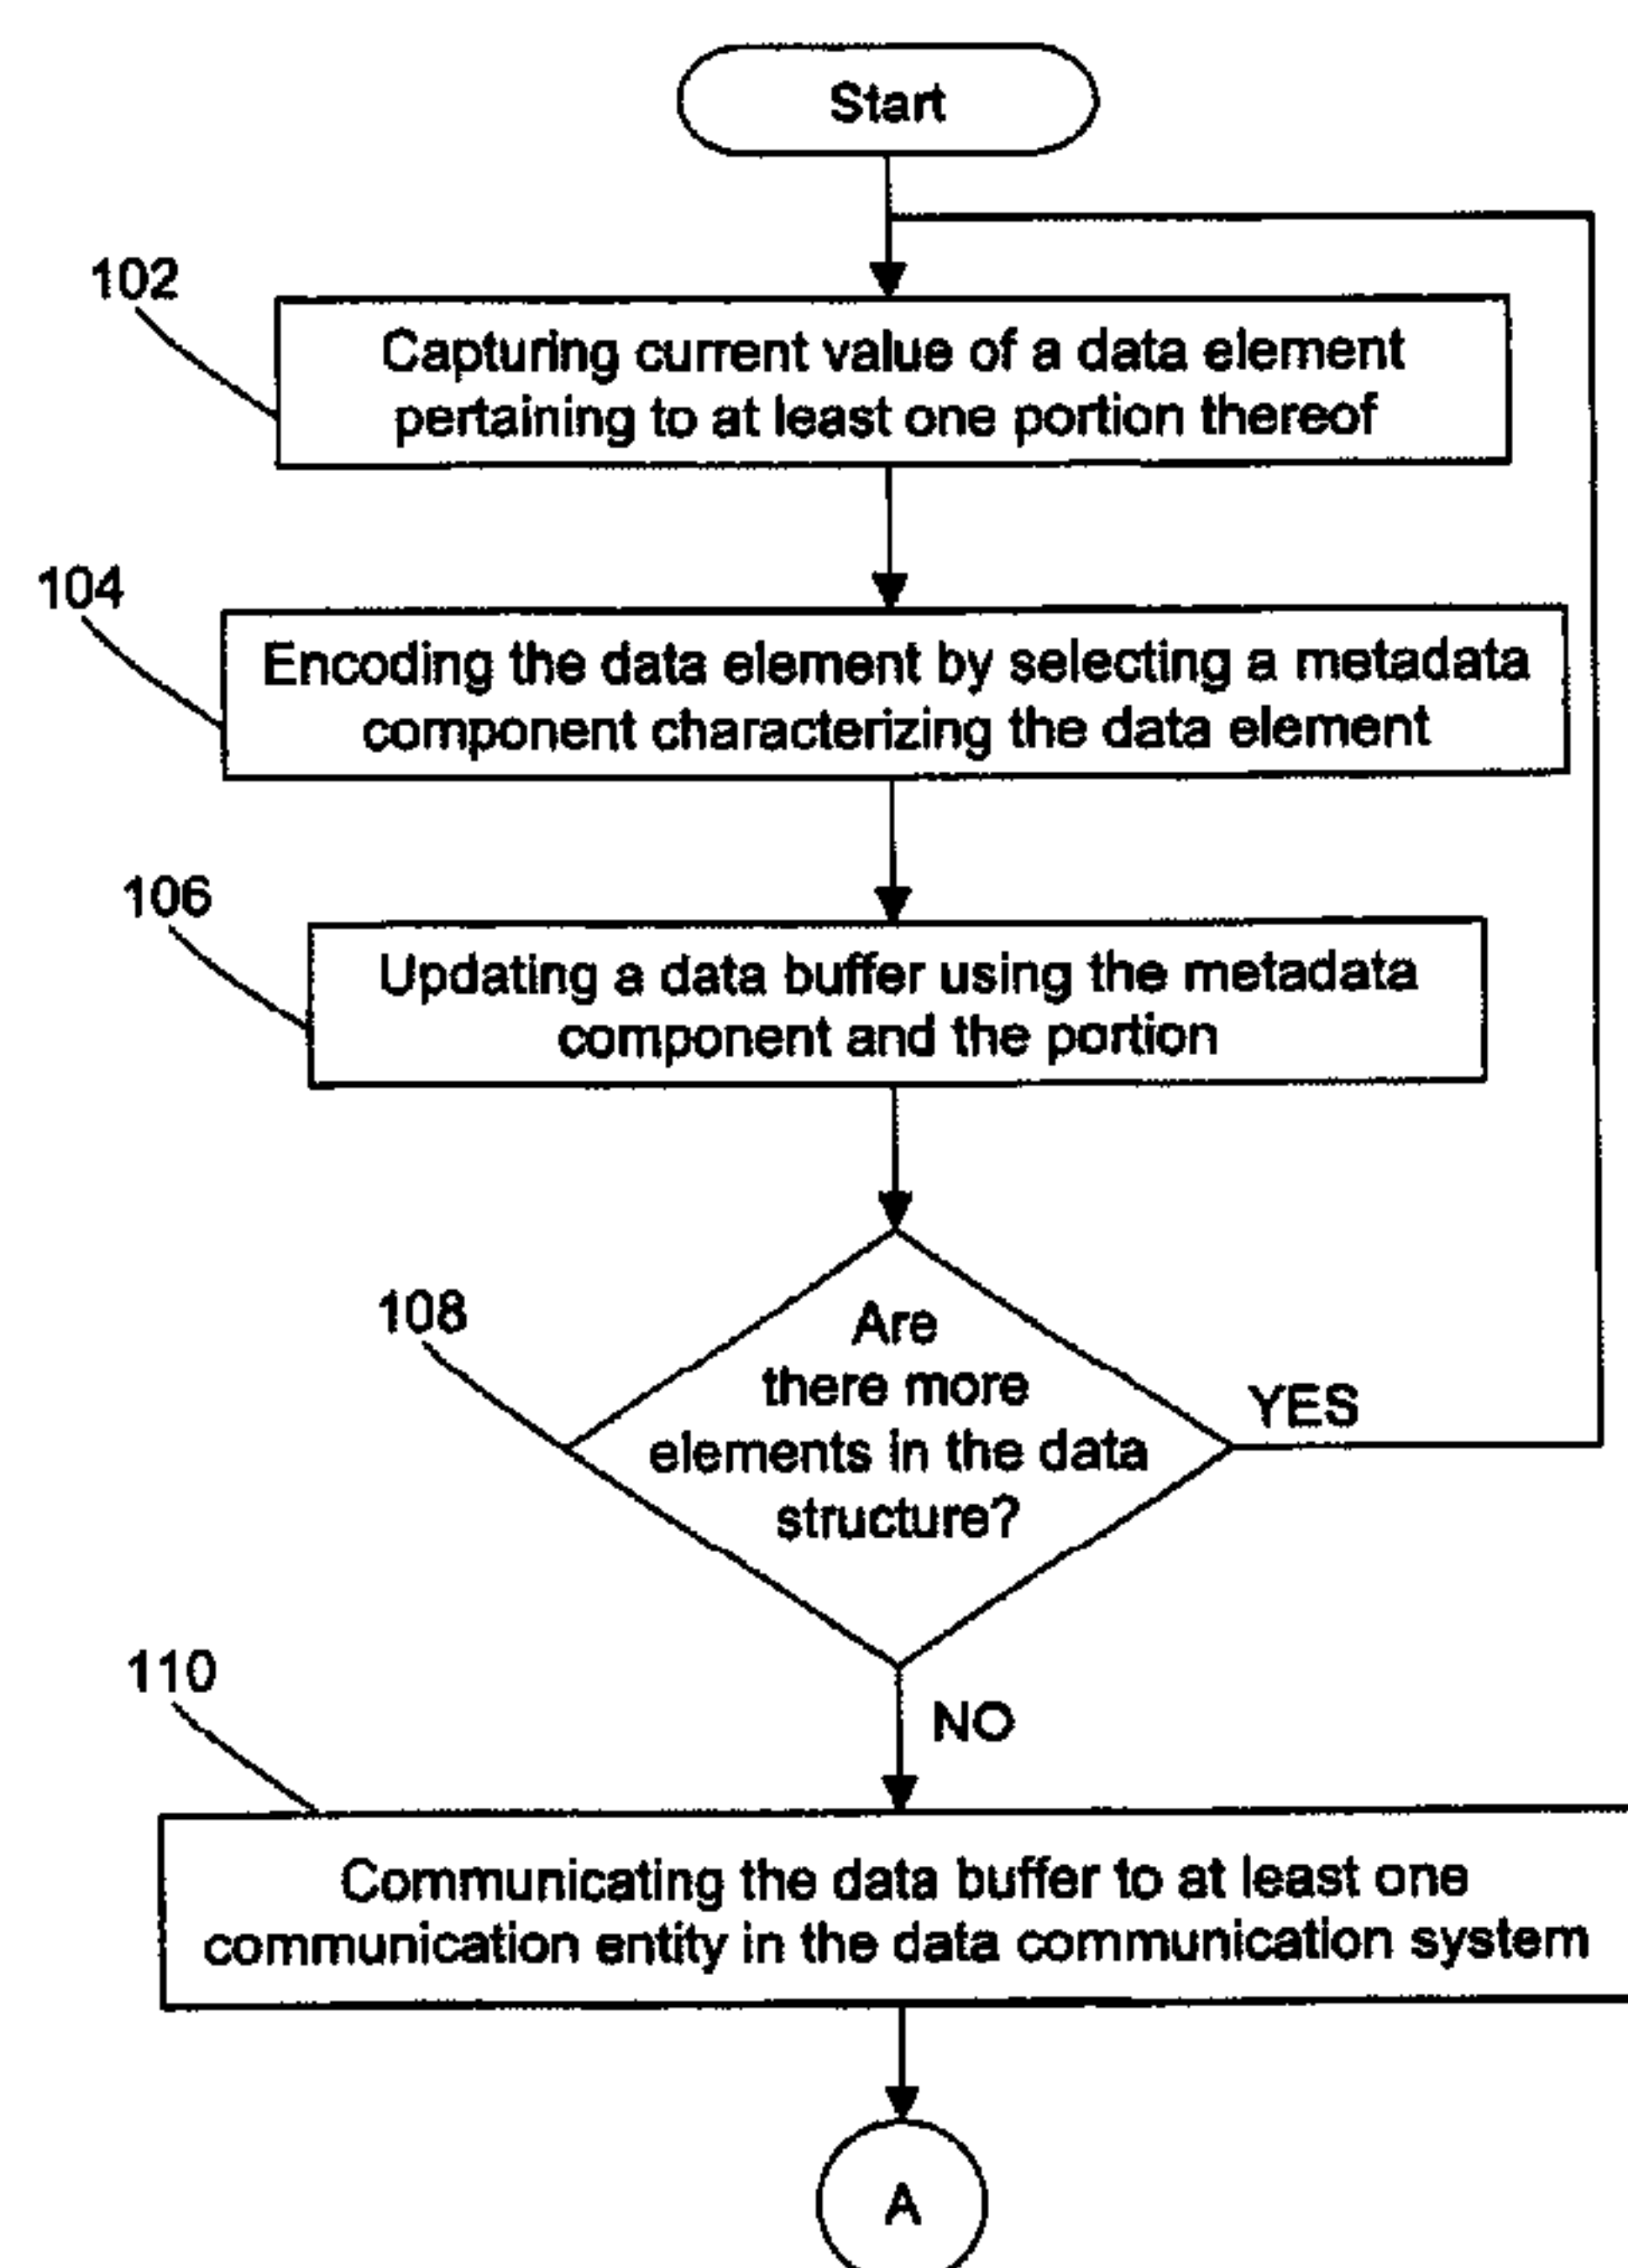 Start
102
Capturing current value of a data element
pertaining to at least one portion thereof
104
Encoding the data element by selecting a metadata
component characterizing the data element
106
Updating a data buffer using the metadata
component and the portion
108
Are
there more
elements in the data
structure?
YES
110
NO
Communicating the data buffer to at least one
communication entity in the data communication system
A